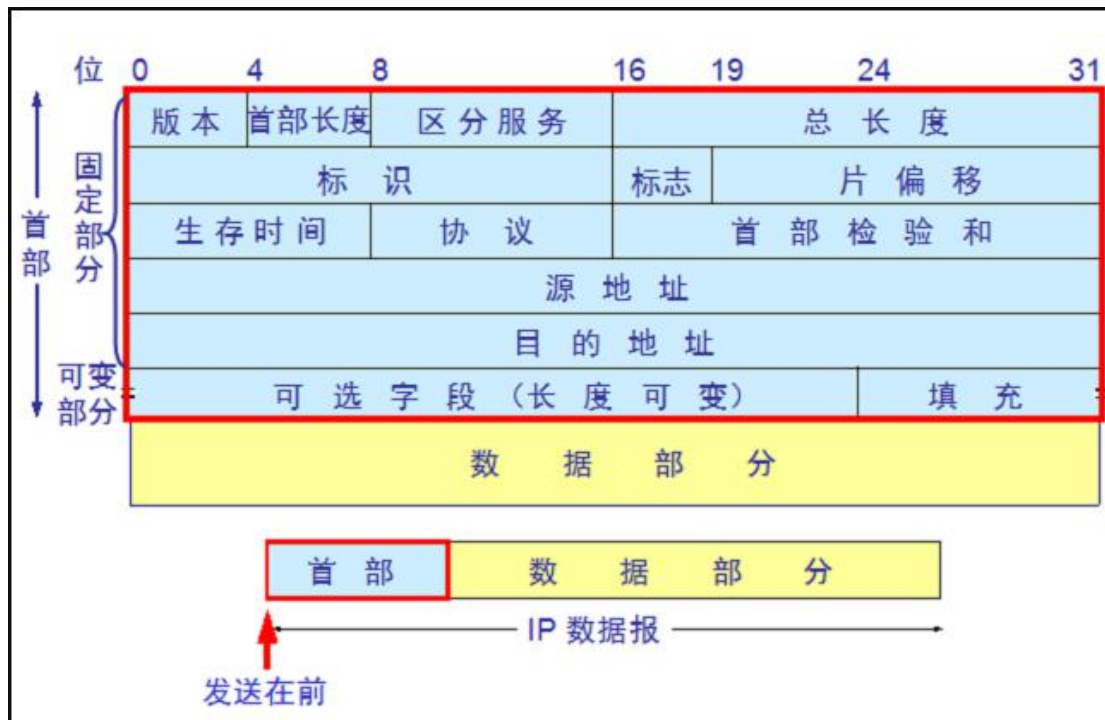 位 0 4 8 16 19 24 31
版本 首部长度 区分服务 总长度
标识 标志 片偏移
生存时间 协议 首部检验和
源地址
目的地址
可选字段（长度可变） 填充
数据部分
首部
固定部分
可变部分
首部 数据部分
IP 数据报
发送在前